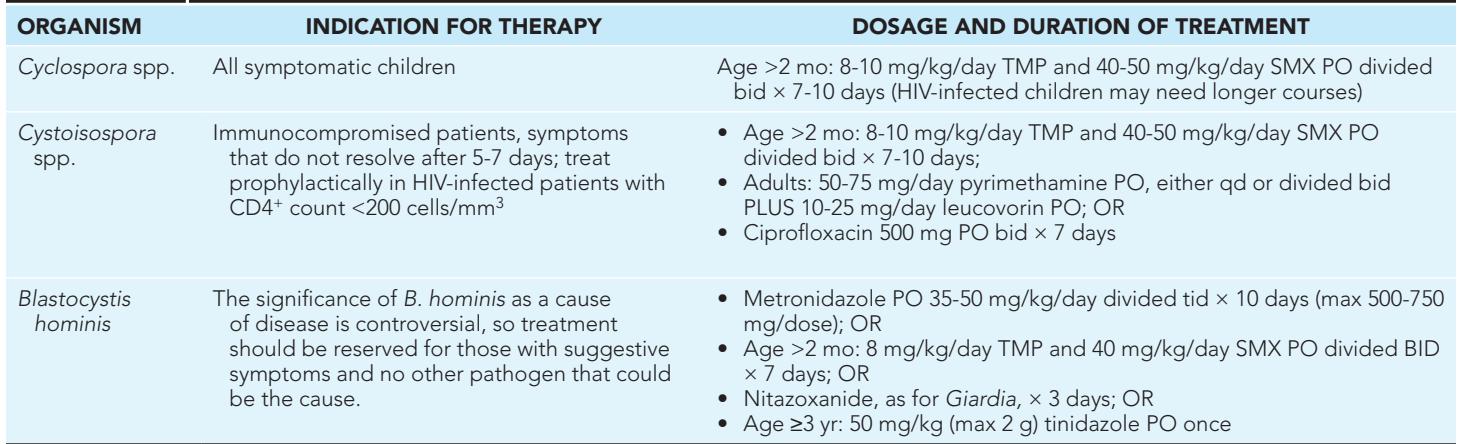 ORGANISM INDICATION FOR THERAPY DOSAGE AND DURATION OF TREATMENT
Cyclospora spp. All symptomatic children Age >2 mo: 8-10 mg/kg/day TMP and 40-50 mg/kg/day SMX PO divided
bid × 7-10 days (HIV-infected children may need longer courses)
Cystoisospora
spp.
Immunocompromised patients, symptoms
that do not resolve after 5-7 days; treat
prophylactically in HIV-infected patients with
CD4⁺ count <200 cells/mm³
• Age >2 mo: 8-10 mg/kg/day TMP and 40-50 mg/kg/day SMX PO
divided bid × 7-10 days;
• Adults: 50-75 mg/day pyrimethamine PO, either qd or divided bid
PLUS 10-25 mg/day leucovorin PO; OR
• Ciprofloxacin 500 mg PO bid × 7 days
Blastocystis
hominis
The significance of B. hominis as a cause
of disease is controversial, so treatment
should be reserved for those with suggestive
symptoms and no other pathogen that could
be the cause.
• Metronidazole PO 35-50 mg/kg/day divided tid × 10 days (max 500-750
mg/dose); OR
• Age >2 mo: 8 mg/kg/day TMP and 40 mg/kg/day SMX PO divided BID
× 7 days; OR
• Nitazoxanide, as for Giardia, × 3 days; OR
• Age ≥3 yr: 50 mg/kg (max 2 g) tinidazole PO once